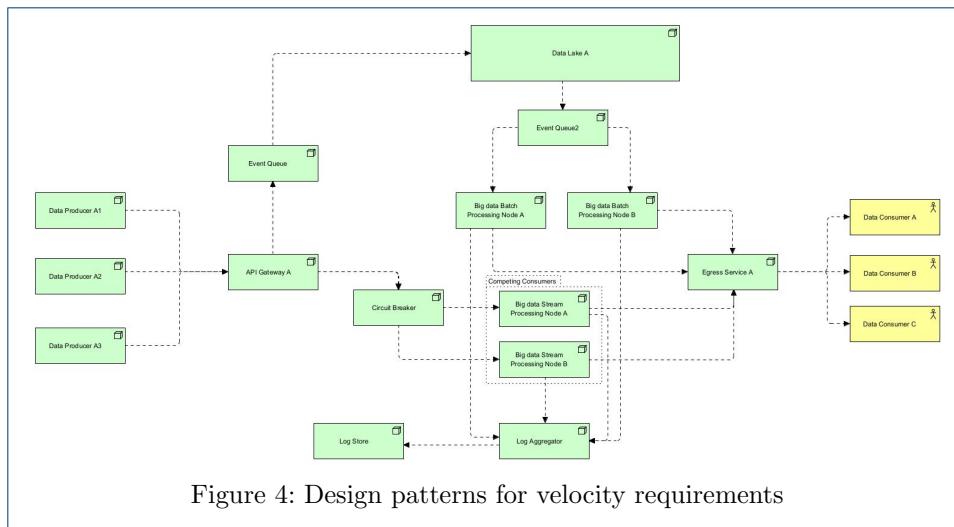 Data Lake A
Event Queue2
Event Queue
Big data Batch
Processing Node A
Big data Batch
Processing Node B
Data Producer A1
Data Consumer A
Data Producer A2
API Gateway A
Egress Service A
Data Consumer B
Competing Consumers
Circuit Breaker
Big data Stream
Processing Node A
Data Consumer C
Data Producer A3
Big data Stream
Processing Node B
Log Store
Log Aggregator
Figure 4: Design patterns for velocity requirements